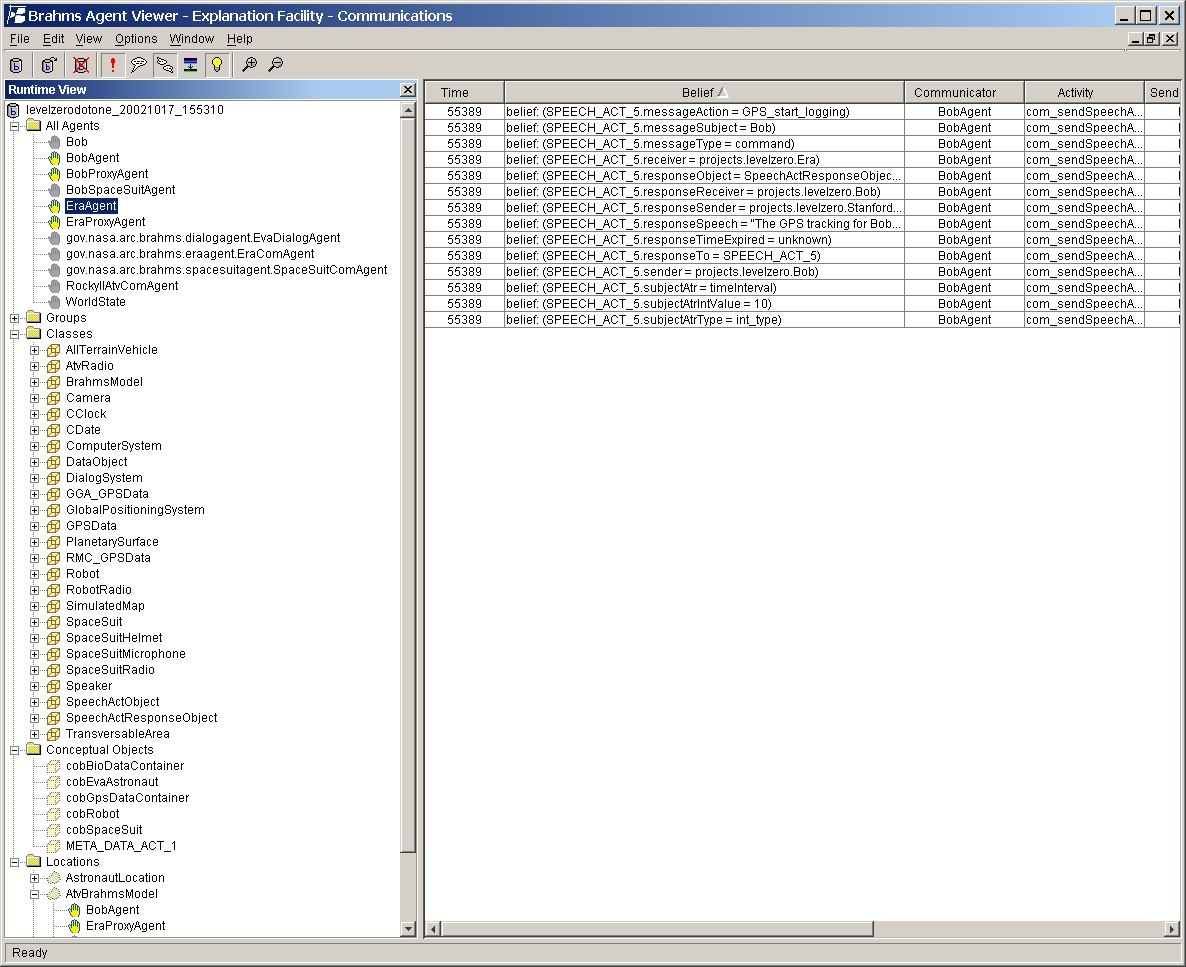 Brahms Agent Viewer - Explanation Facility - Communications
File Edit View Options Window Help
Runtime View
levelzerodotone_20021017_155310
All Agents
Bob
BobAgent
BobProxyAgent
BobSpaceSuitAgent
EraAgent
EraProxyAgent
gov.nasa.arc.brahms.dialogagent.EvaDialogAgent
gov.nasa.arc.brahms.eraagent.EraComAgent
gov.nasa.arc.brahms.spacesuitagent.SpaceSuitComAgent
RockyIIAtvComAgent
WorldState
Groups
Classes
AllTerrainVehicle
AtvRadio
BrahmsModel
Camera
CClock
CDate
ComputerSystem
DataObject
DialogSystem
GGA_GPSData
GlobalPositioningSystem
GPSData
PlanetarySurface
RMC_GPSData
Robot
RobotRadio
SimulatedMap
SpaceSuit
SpaceSuitHelmet
SpaceSuitMicrophone
SpaceSuitRadio
Speaker
SpeechActObject
SpeechActResponseObject
TransversableArea
Conceptual Objects
cobBioDataContainer
cobEvaAstronaut
cobGpsDataContainer
cobRobot
cobSpaceSuit
META_DATA_ACT_1
Locations
AstronautLocation
AtvBrahmsModel
BobAgent
EraProxyAgent
Time Belief Communicator Activity Send
55389 belief: (SPEECH_ACT_5.messageAction = GPS_start_logging) BobAgent com_sendSpeechA...
55389 belief: (SPEECH_ACT_5.messageSubject = Bob) BobAgent com_sendSpeechA...
55389 belief: (SPEECH_ACT_5.messageType = command) BobAgent com_sendSpeechA...
55389 belief: (SPEECH_ACT_5.receiver = projects.levelzero.Era) BobAgent com_sendSpeechA...
55389 belief: (SPEECH_ACT_5.responseObject = SpeechActResponseObjec... BobAgent com_sendSpeechA...
55389 belief: (SPEECH_ACT_5.responseReceiver = projects.levelzero.Bob) BobAgent com_sendSpeechA...
55389 belief: (SPEECH_ACT_5.responseSender = projects.levelzero.Stanford... BobAgent com_sendSpeechA...
55389 belief: (SPEECH_ACT_5.responseSpeech = "The GPS tracking for Bob... BobAgent com_sendSpeechA...
55389 belief: (SPEECH_ACT_5.responseTimeExpired = unknown) BobAgent com_sendSpeechA...
55389 belief: (SPEECH_ACT_5.responseTo = SPEECH_ACT_5) BobAgent com_sendSpeechA...
55389 belief: (SPEECH_ACT_5.sender = projects.levelzero.Bob) BobAgent com_sendSpeechA...
55389 belief: (SPEECH_ACT_5.subjectAtr = timeInterval) BobAgent com_sendSpeechA...
55389 belief: (SPEECH_ACT_5.subjectAtrIntValue = 10) BobAgent com_sendSpeechA...
55389 belief: (SPEECH_ACT_5.subjectAtrType = int_type) BobAgent com_sendSpeechA...
Ready